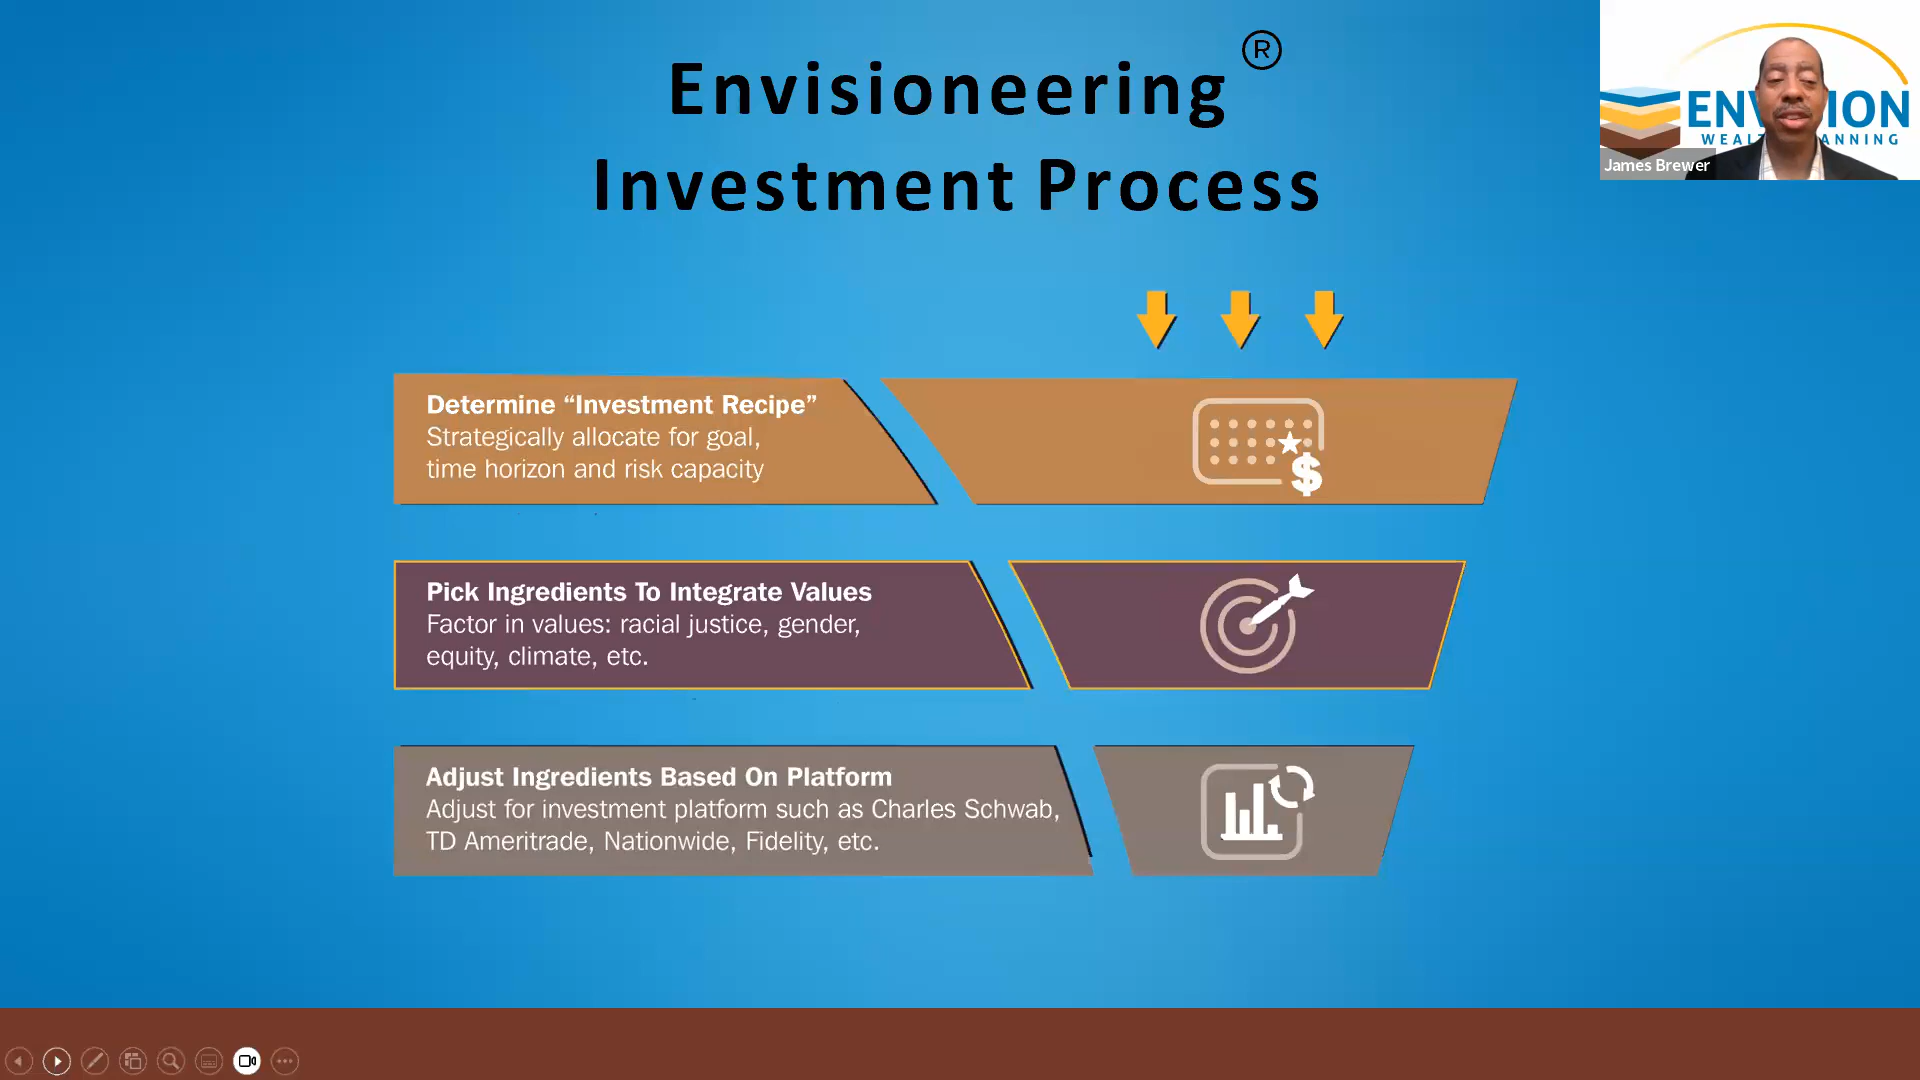 Envisioneering ®
Investment Process
Determine “Investment Recipe”
Strategically allocate for goal,
time horizon and risk capacity
$
Pick Ingredients To Integrate Values
Factor in values: racial justice, gender,
equity, climate, etc.
Adjust Ingredients Based On Platform
Adjust for investment platform such as Charles Schwab,
TD Ameritrade, Nationwide, Fidelity, etc.
James Brewer